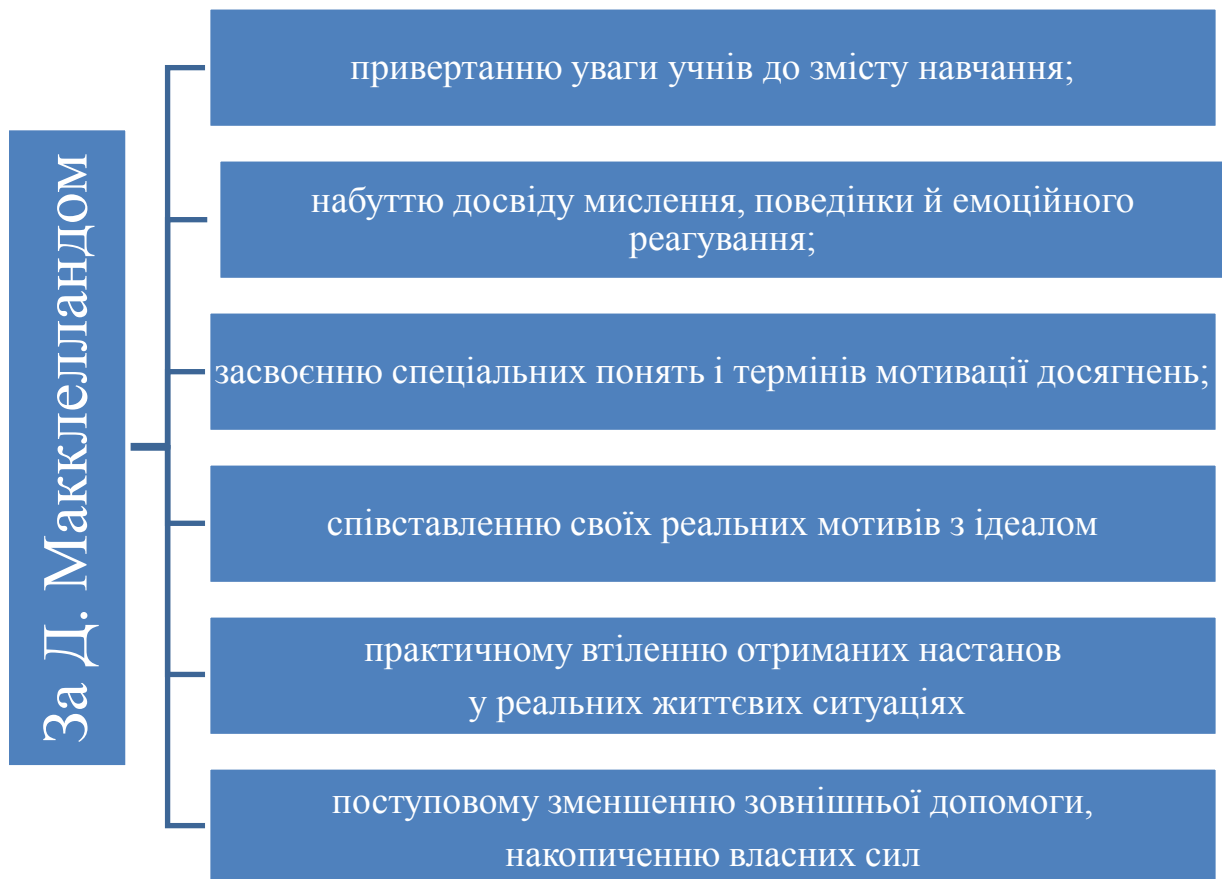 За Д. Макклелландом
привертанню уваги учнів до змісту навчання;
набуттю досвіду мислення, поведінки й емоційного
реагування;
засвоєнню спеціальних понять і термінів мотивації досягнень;
співставленню своїх реальних мотивів з ідеалом
практичному втіленню отриманих настанов
у реальних життєвих ситуаціях
поступовому зменшенню зовнішньої допомоги,
накопиченню власних сил